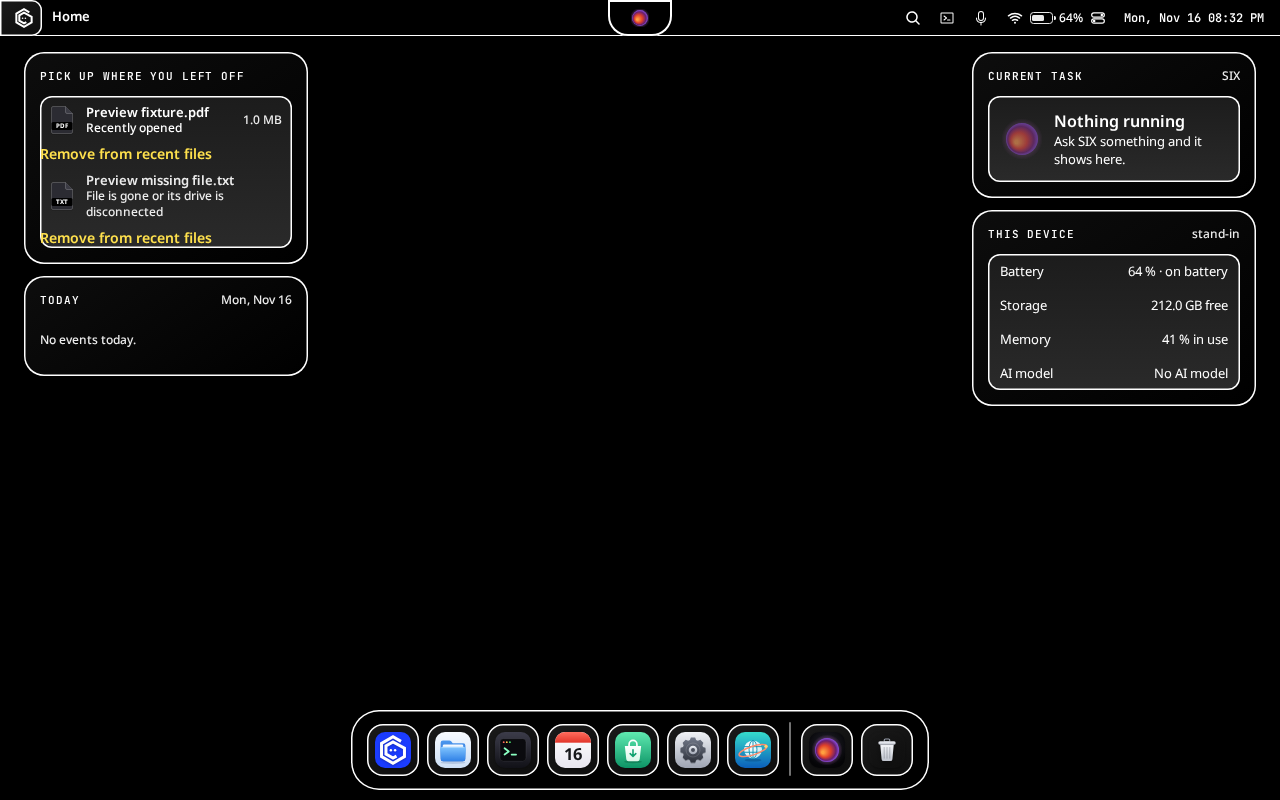 Home
64%
Mon, Nov 16 08:32 PM
PICK UP WHERE YOU LEFT OFF
PDF
Preview fixture.pdf
Recently opened
1.0 MB
Remove from recent files
TXT
Preview missing file.txt
File is gone or its drive is
disconnected
Remove from recent files
TODAY
Mon, Nov 16
No events today.
CURRENT TASK
SIX
Nothing running
Ask SIX something and it
shows here.
THIS DEVICE
stand-in
Battery
64 % · on battery
Storage
212.0 GB free
Memory
41 % in use
AI model
No AI model
16